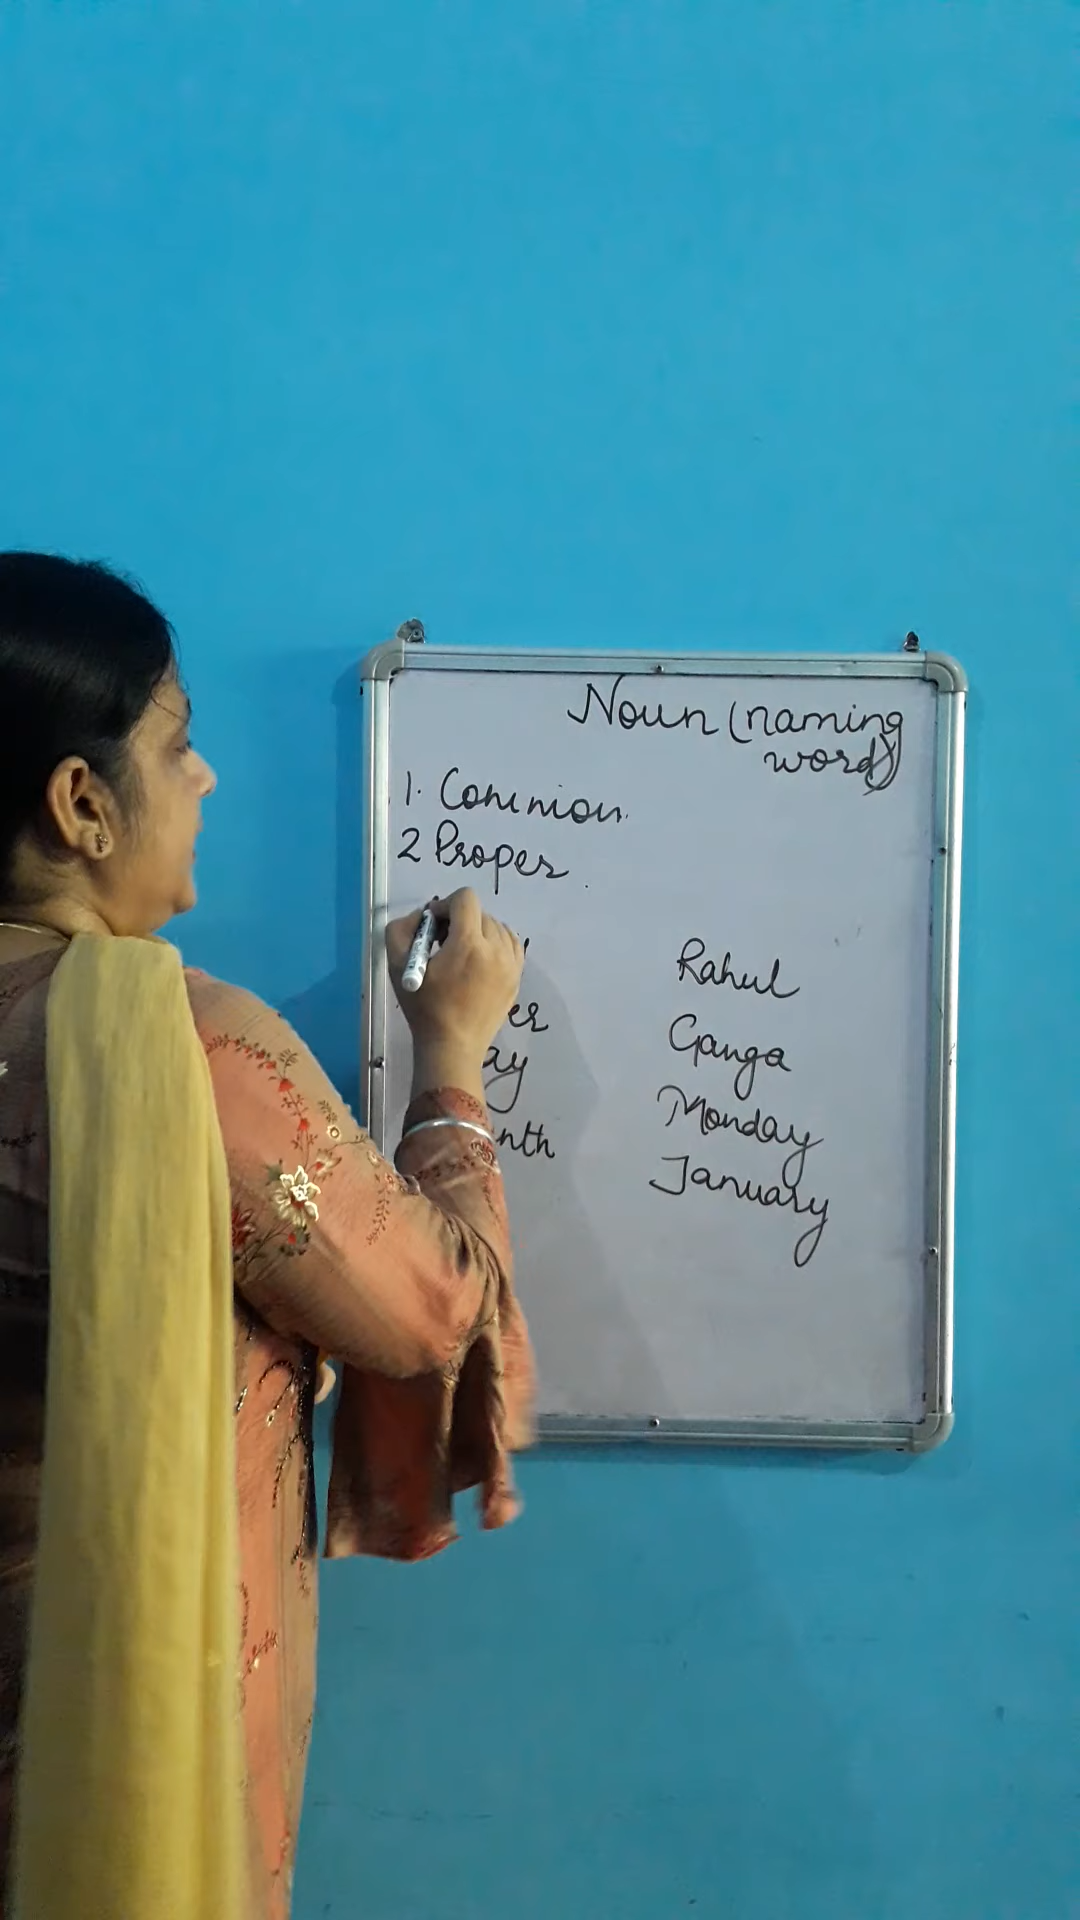 Noun (naming
word)
1. Common.
2 Proper.
Rahul
Ganga
Monday
January